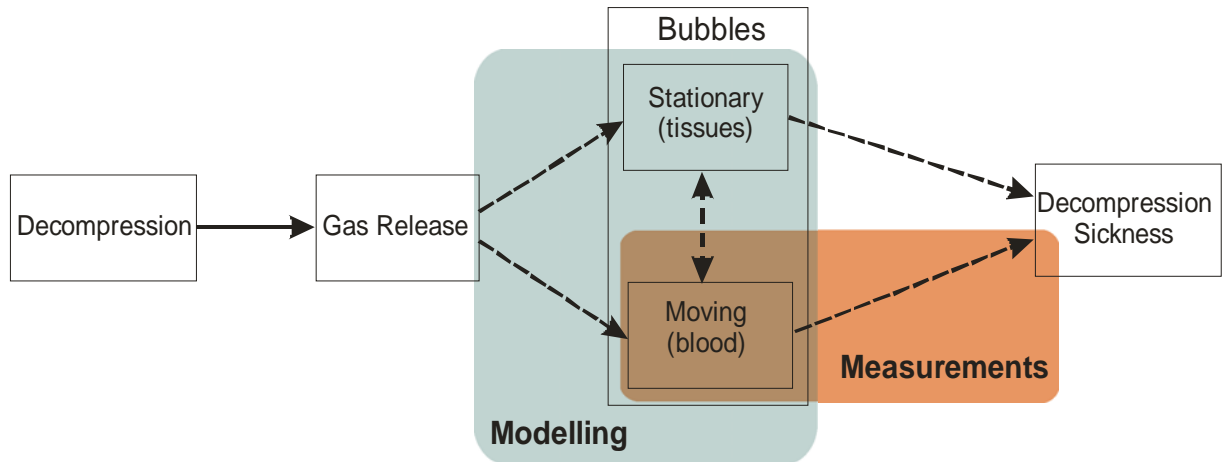 Bubbles
Stationary
(tissues)
Decompression
Gas Release
Decompression
Sickness
Moving
(blood)
Measurements
Modelling